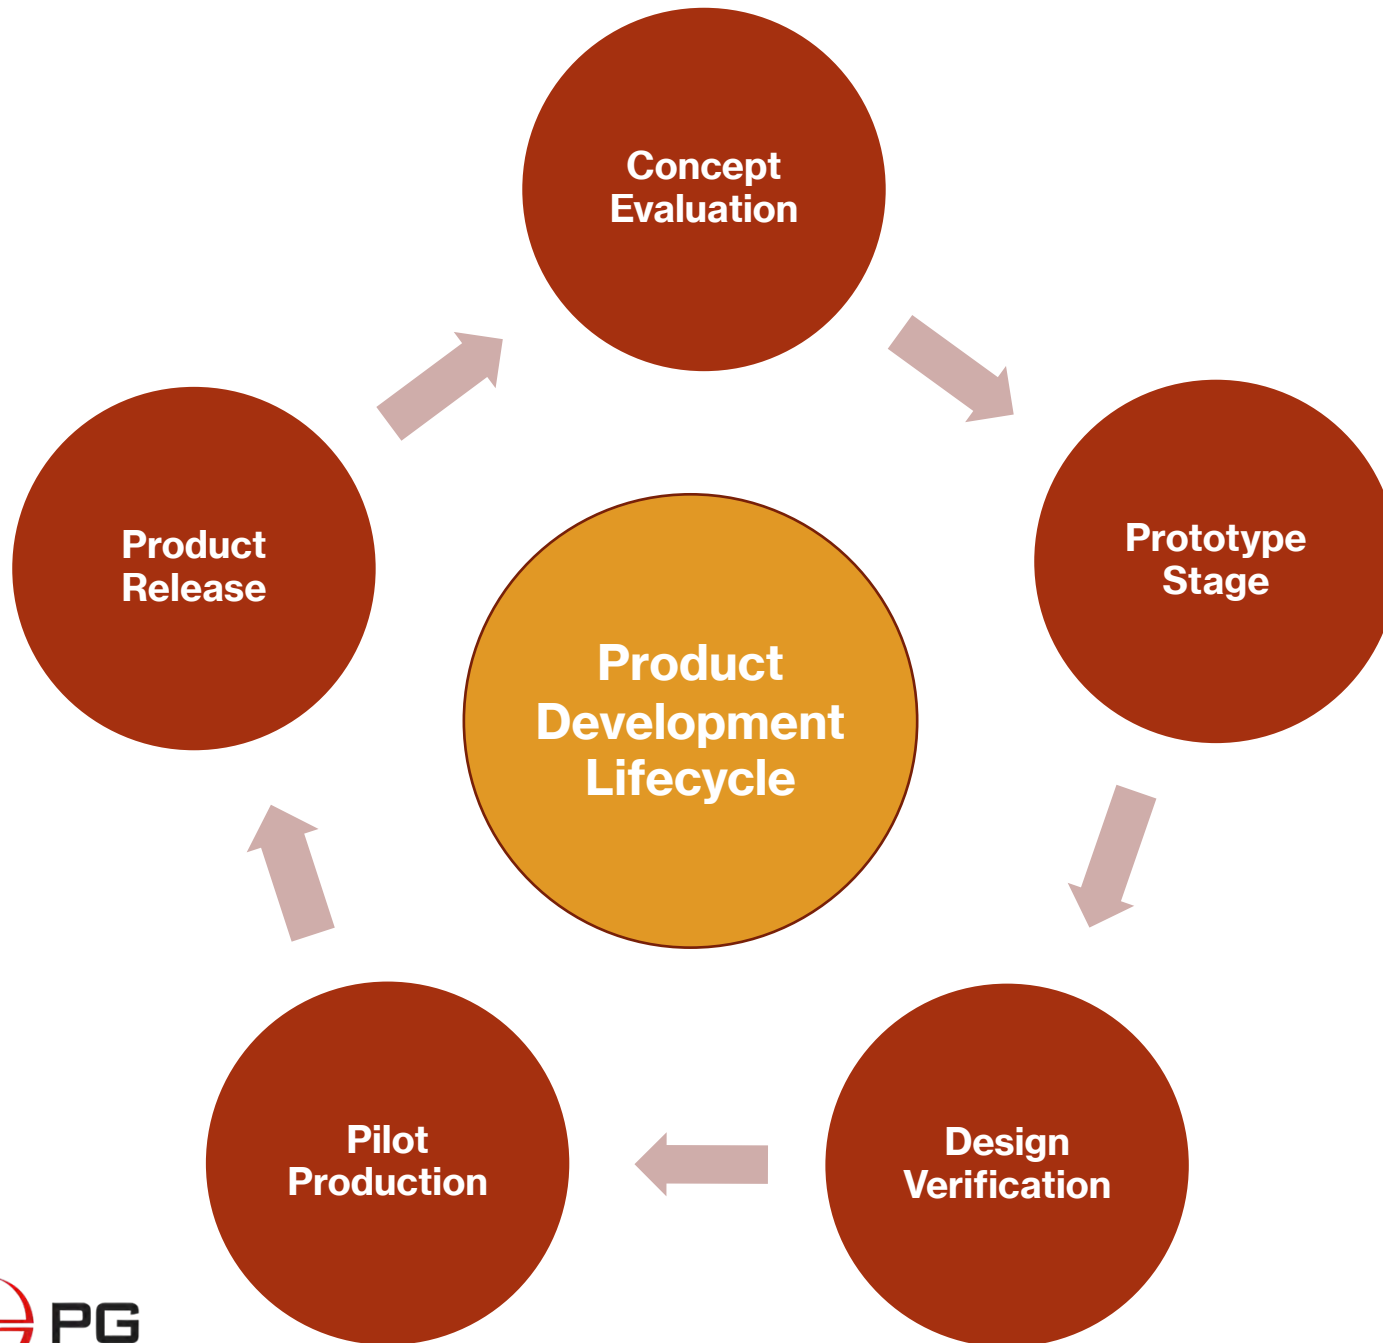 Concept
Evaluation
Prototype
Stage
Design
Verification
Pilot
Production
Product
Release
Product
Development
Lifecycle
PG